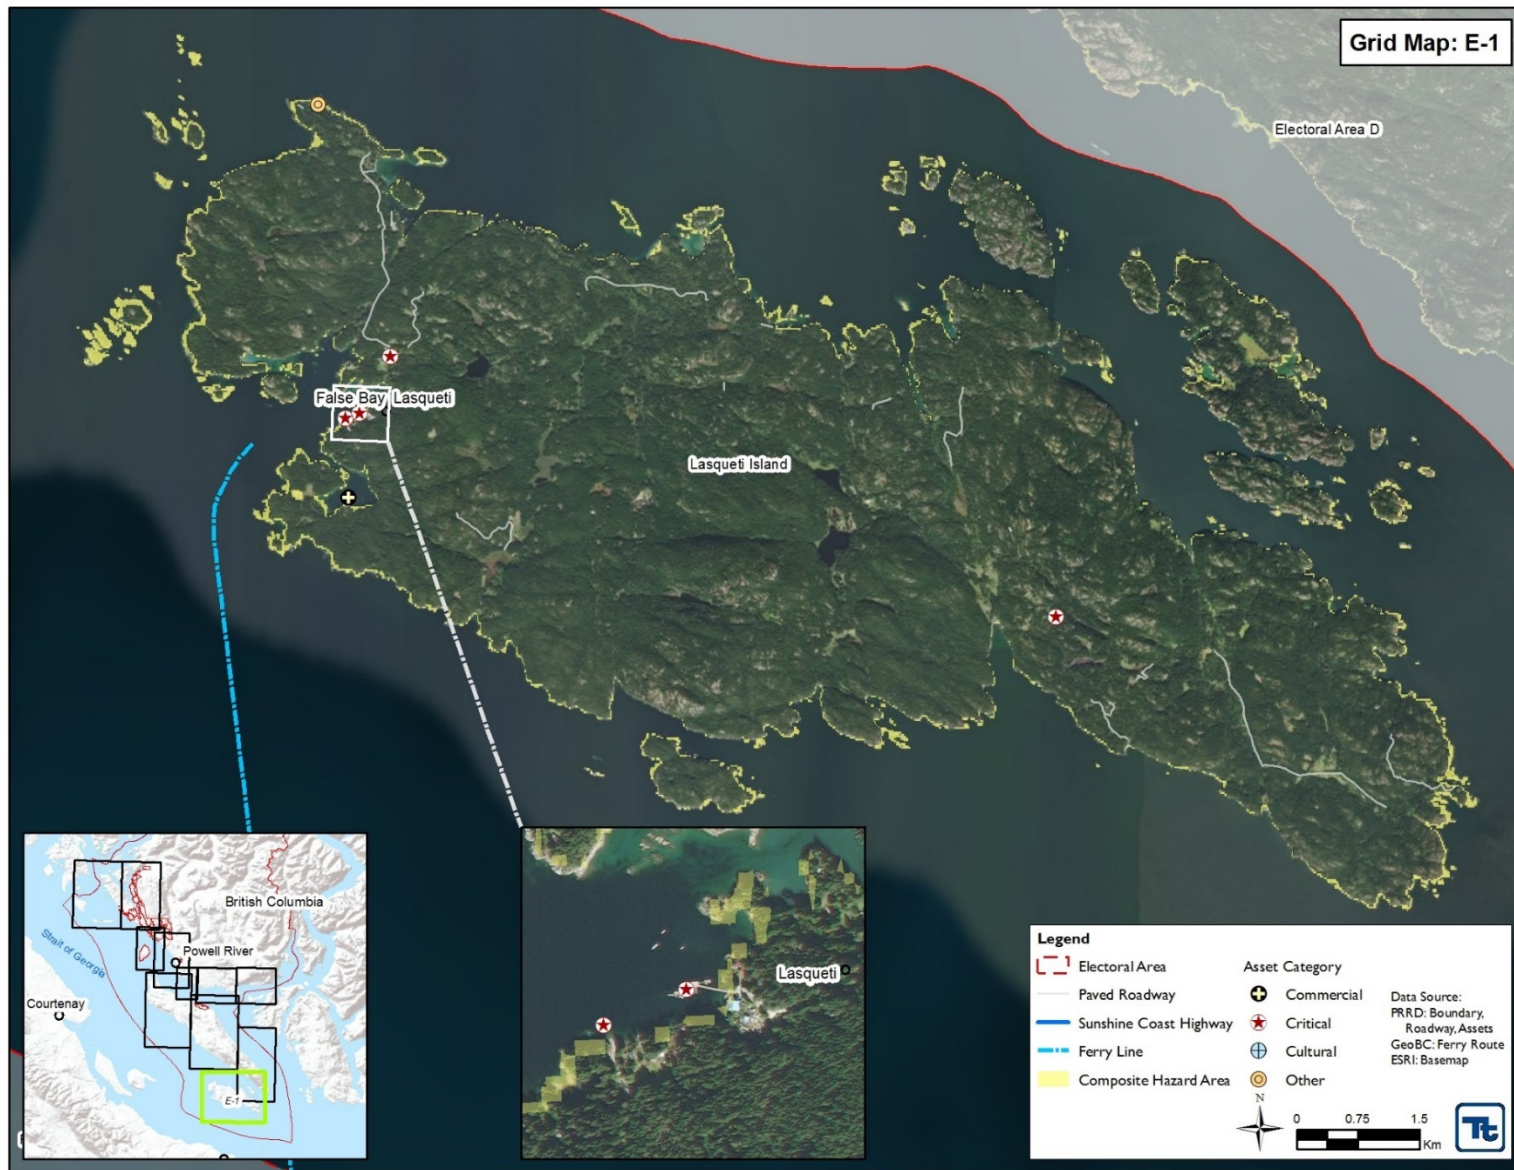 Grid Map: E-1
Electoral Area D
False Bay
Lasqueti
Lasqueti Island
British Columbia
Strait of Georgia
Powell River
Courtenay
E-1
Lasqueti
Legend
Electoral Area
Paved Roadway
Sunshine Coast Highway
Ferry Line
Composite Hazard Area
Asset Category
Commercial
Critical
Cultural
Other
Data Source:
PRRD: Boundary,
Roadway, Assets
GeoBC: Ferry Route
ESRI: Basemap
N
0 0.75 1.5
Km
Tt